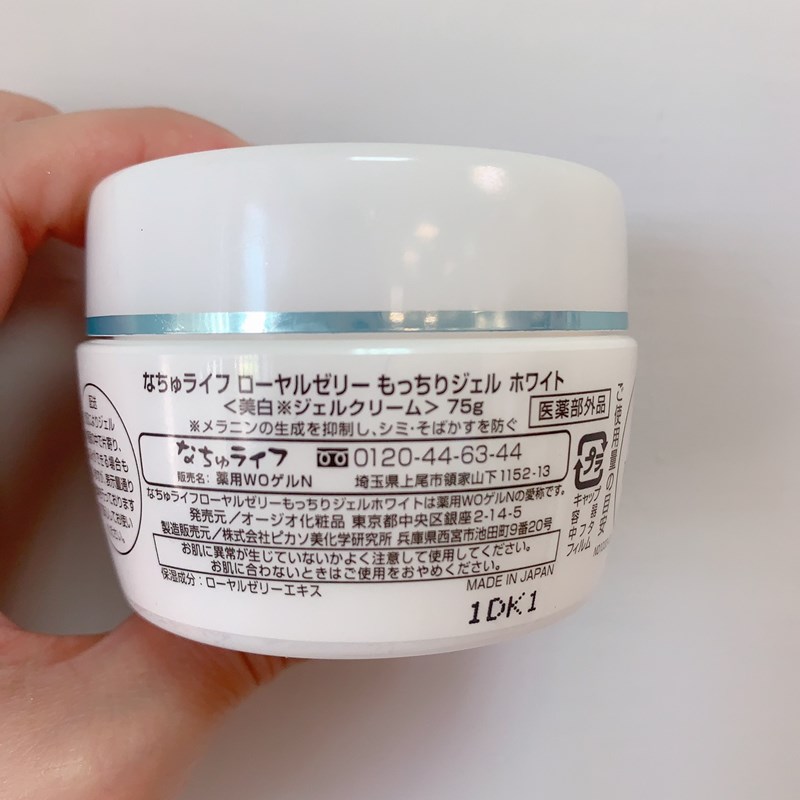 なちゅライフ ローヤルゼリー もっちりジェル ホワイト
＜美白※ジェルクリーム＞ 75g
医薬部外品
※メラニンの生成を抑制し、シミ・そばかすを防ぐ
なちゅライフ 0120-44-63-44
販売名：薬用WOゲルN 埼玉県上尾市領家山下1152-13
なちゅライフローヤルゼリーもっちりジェルホワイトは薬用WOゲルNの愛称です。
発売元／オージオ化粧品 東京都中央区銀座2-14-5
製造販売元／株式会社ピカソ美化学研究所 兵庫県西宮市池田町9番20号
お肌に異常が生じていないかよく注意して使用してください。
お肌に合わないときはご使用をおやめください。
保湿成分：ローヤルゼリーエキス
MADE IN JAPAN
1DK1
プラ
キャップ
容器
中フタ
フィルム
ご使用量の目安